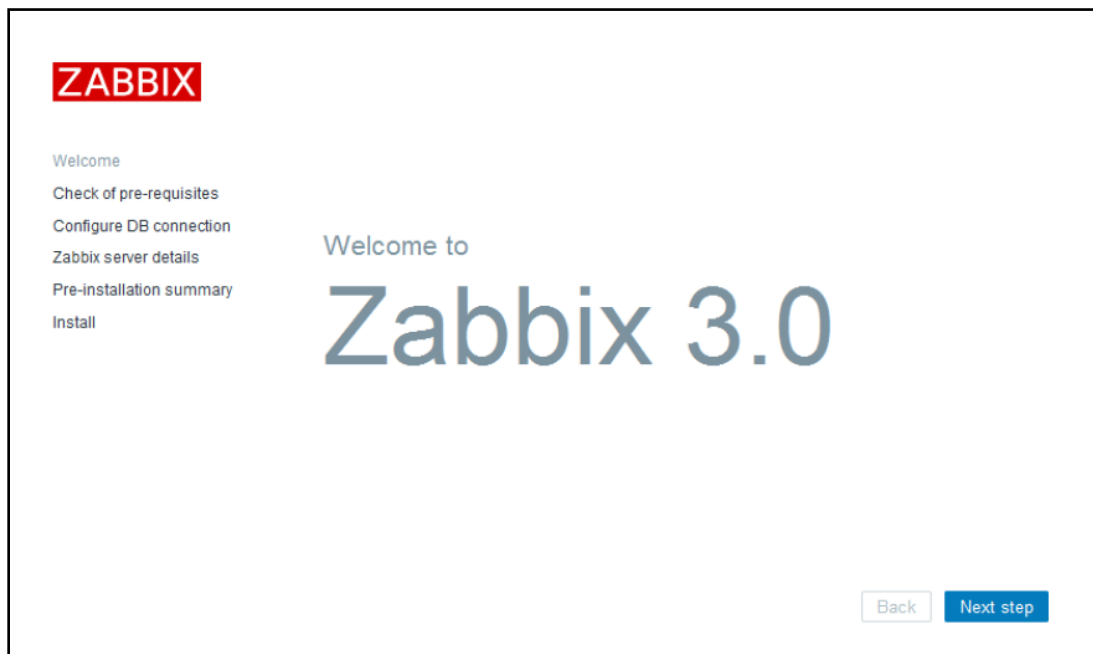 ZABBIX
Welcome
Check of pre-requisites
Configure DB connection
Zabbix server details
Pre-installation summary
Install
Welcome to
Zabbix 3.0
Back
Next step